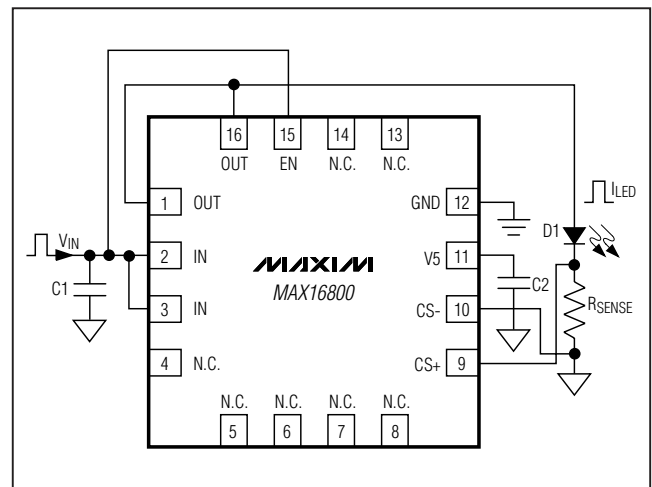 16 15 14 13
OUT EN N.C. N.C.
1 OUT
GND 12
ILED
VIN
2 IN
D1
V5 11
C1
MAXIM
MAX16800
C2
RSENSE
3 IN
CS- 10
4 N.C.
CS+ 9
N.C. N.C. N.C. N.C.
5 6 7 8